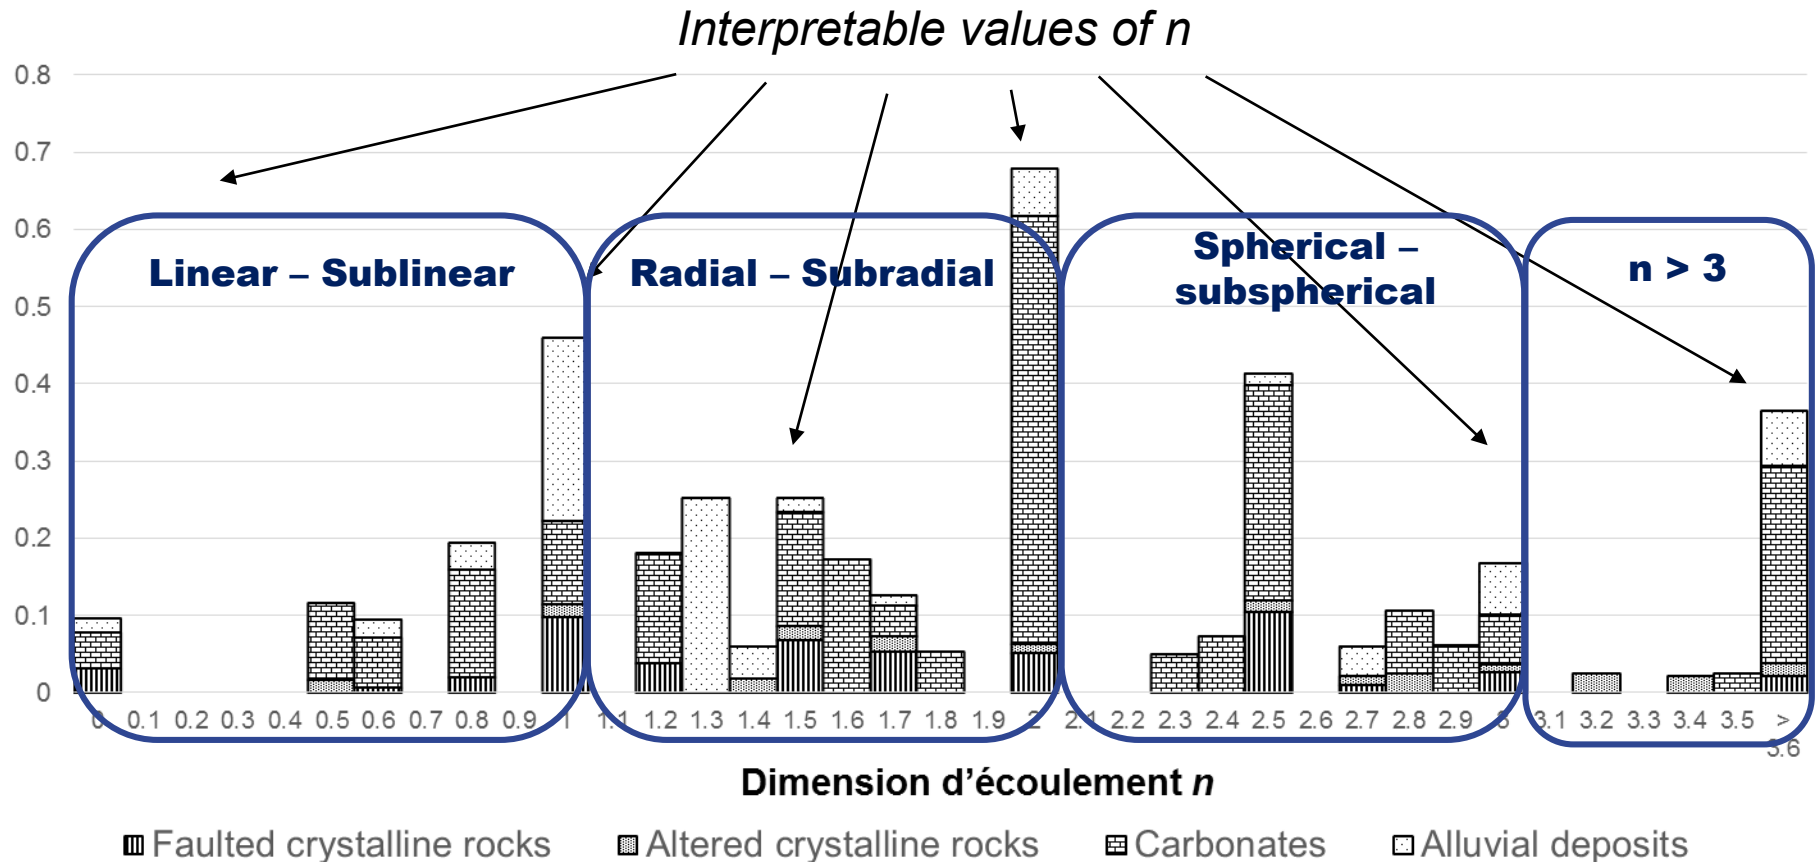 Interpretable values of n
0.8
0.7
0.6
0.5
0.4
0.3
0.2
0.1
0
Linear – Sublinear
Radial – Subradial
Spherical –
subspherical
n > 3
0 0.1 0.2 0.3 0.4 0.5 0.6 0.7 0.8 0.9 1 1.1 1.2 1.3 1.4 1.5 1.6 1.7 1.8 1.9 2 2.1 2.2 2.3 2.4 2.5 2.6 2.7 2.8 2.9 3 3.1 3.2 3.3 3.4 3.5 >
3.6
Dimension d'écoulement n
Faulted crystalline rocks Altered crystalline rocks Carbonates Alluvial deposits